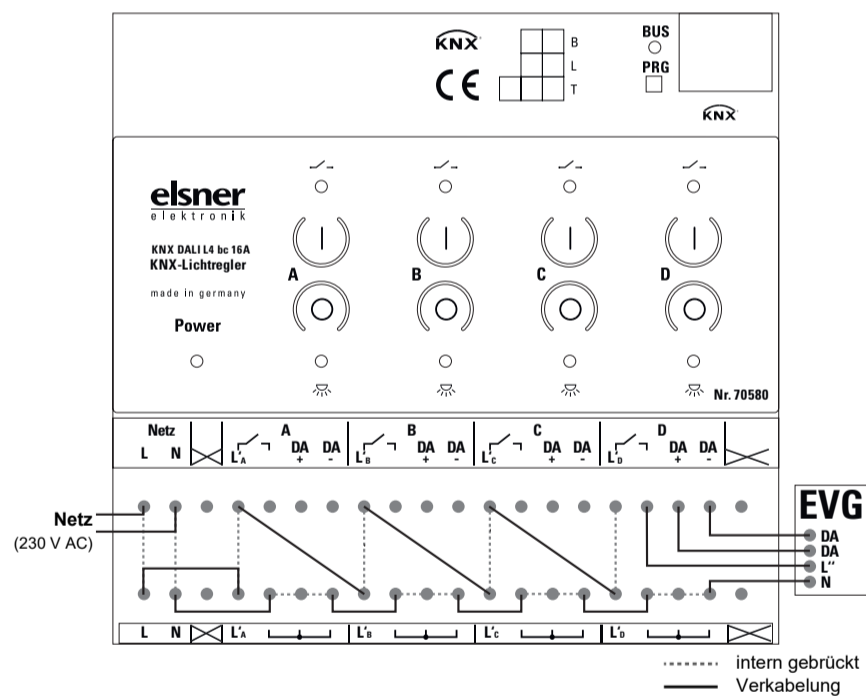 KNX
B
L
T
CE
BUS
PRG
KNX
elsner
elektronik
KNX DALI L4 bc 16A
KNX-Lichtregler
made in germany
Power
A
B
C
D
Nr. 70580
Netz
L N
A
L'A DA + DA -
B
L'B DA + DA -
C
L'C DA + DA -
D
L'D DA + DA -
Netz
(230 V AC)
EVG
DA
DA
L''
N
L N L'A L'B L'C L'D
intern gebrückt
Verkabelung